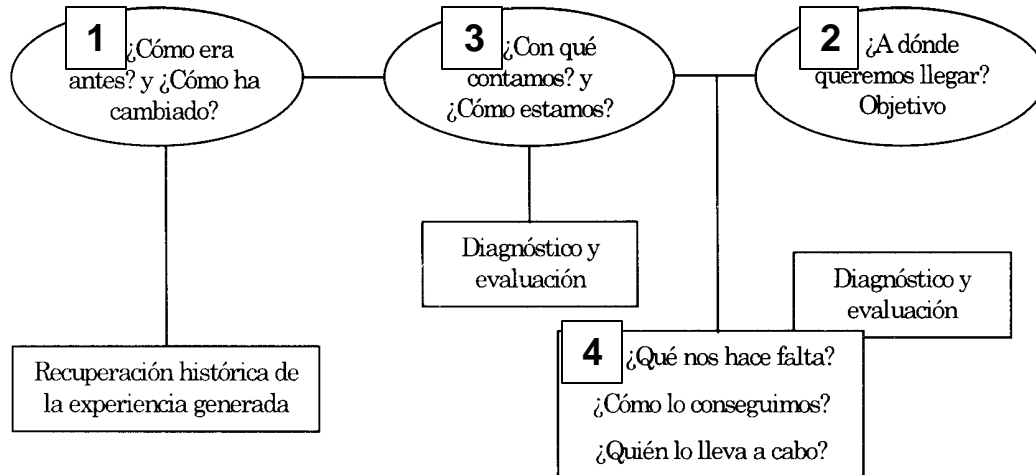 1
¿Cómo era
antes? y ¿Cómo ha
cambiado?
3
¿Con qué
contamos? y
¿Cómo estamos?
2
¿A dónde
queremos llegar?
Objetivo
Diagnóstico y
evaluación
Diagnóstico y
evaluación
Recuperación histórica de
la experiencia generada
4
¿Qué nos hace falta?
¿Cómo lo conseguimos?
¿Quién lo lleva a cabo?